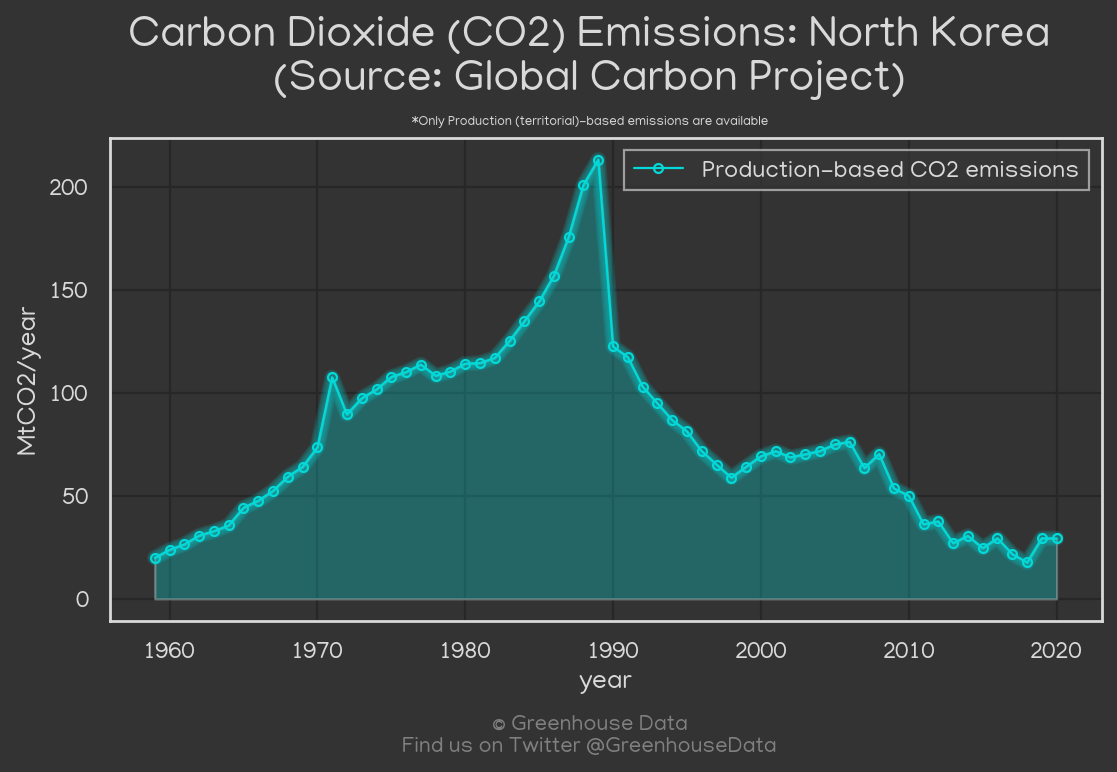 Carbon Dioxide (CO2) Emissions: North Korea
(Source: Global Carbon Project)
*Only Production (territorial)-based emissions are available
Production-based CO2 emissions
200
150
100
50
0
MtCO2/year
1960 1970 1980 1990 2000 2010 2020
year
© Greenhouse Data
Find us on Twitter @GreenhouseData